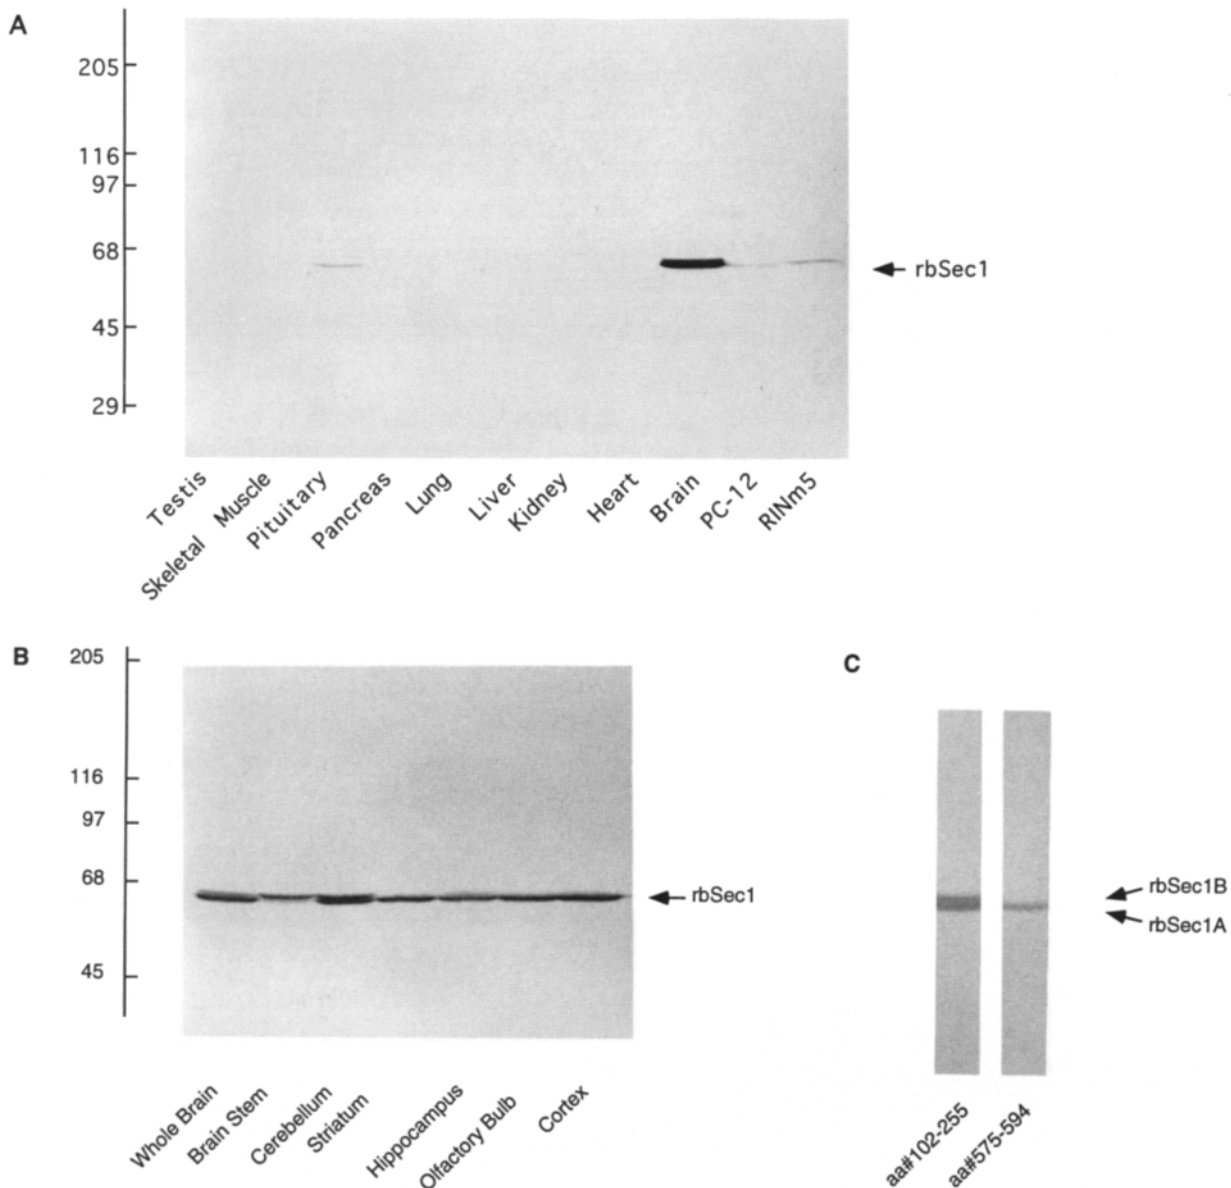 A
205
116
97
68
45
29
rbSec1
Testis
Skeletal Muscle
Pituitary
Pancreas
Lung
Liver
Kidney
Heart
Brain
PC-12
RINm5
B
205
116
97
68
45
rbSec1
Whole Brain
Brain Stem
Cerebellum
Striatum
Hippocampus
Olfactory Bulb
Cortex
C
rbSec1B
rbSec1A
aa#102-255
aa#575-594